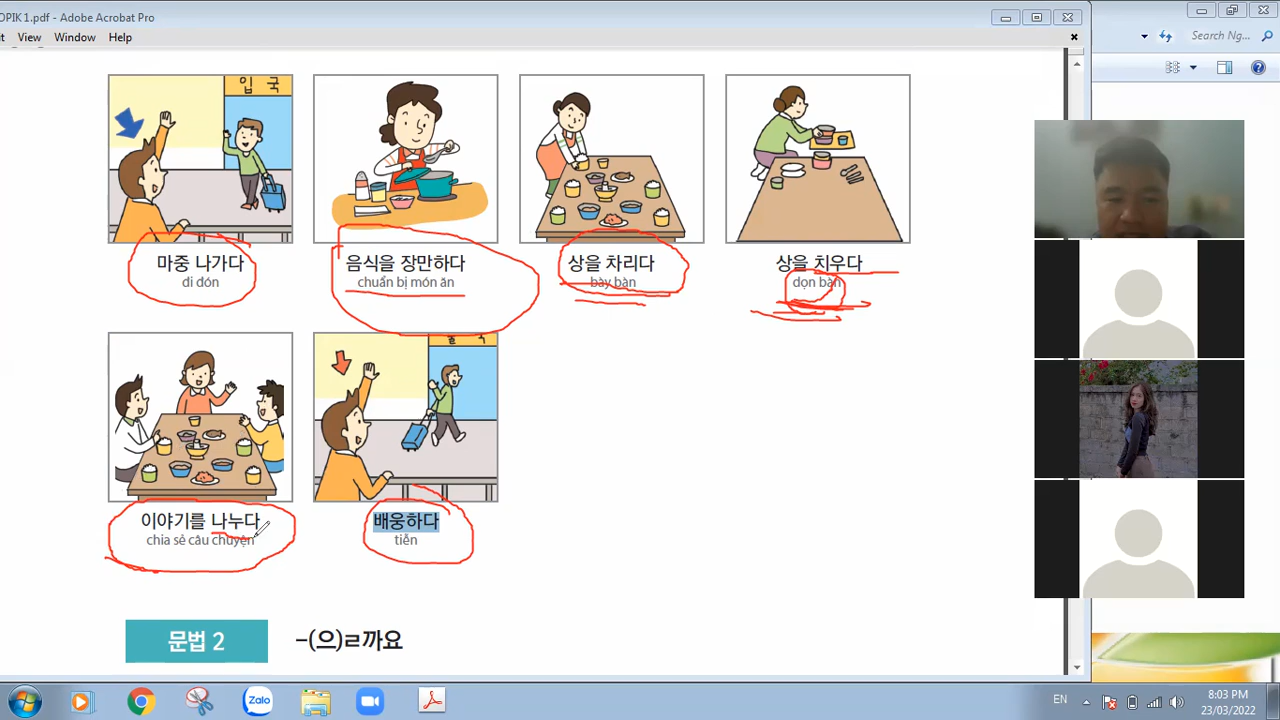 OPIK 1.pdf - Adobe Acrobat Pro
View Window Help
Search Ng...
입 국
마중 나가다
đi đón
음식을 장만하다
chuẩn bị món ăn
상을 차리다
bày bàn
상을 치우다
dọn bàn
이야기를 나누다
chia sẻ câu chuyện
배웅하다
tiễn
문법 2
-(으)ㄹ까요
Zalo
EN
8:03 PM
23/03/2022